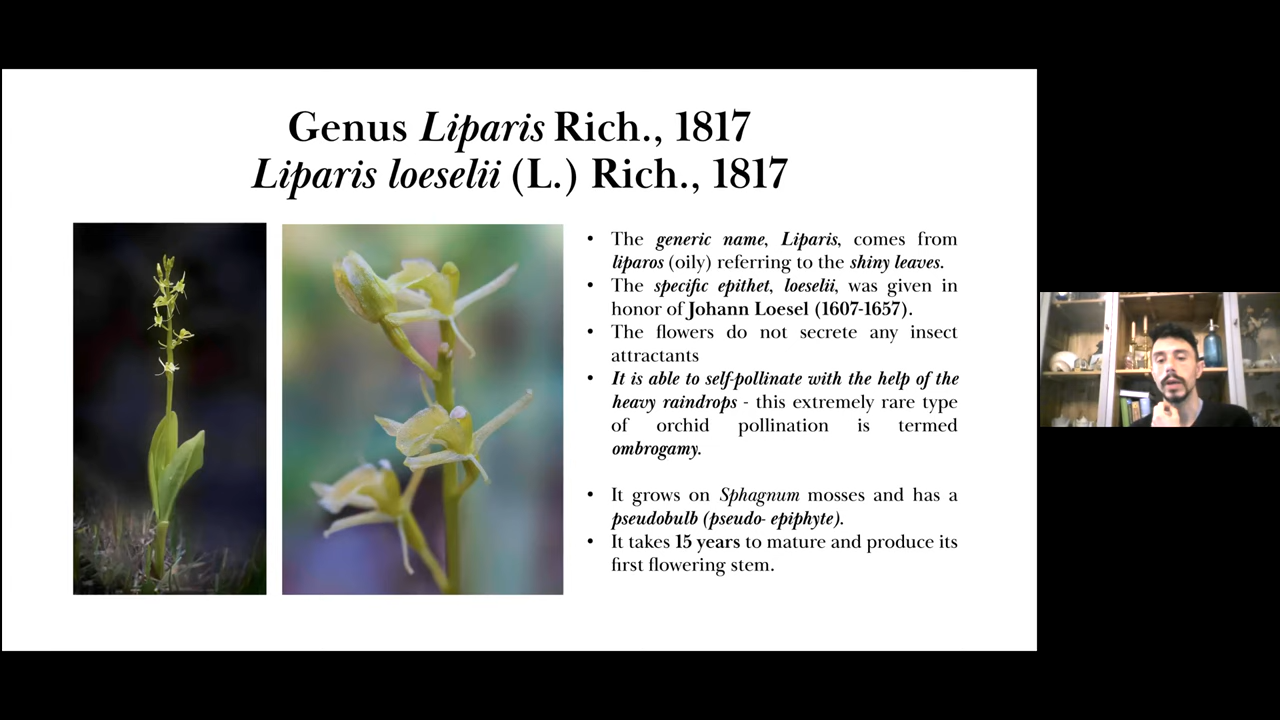 Genus Liparis Rich., 1817
Liparis loeselii (L.) Rich., 1817
• The generic name, Liparis, comes from
liparos (oily) referring to the shiny leaves.
• The specific epithet, loeselii, was given in
honor of Johann Loesel (1607-1657).
• The flowers do not secrete any insect
attractants
• It is able to self-pollinate with the help of the
heavy raindrops - this extremely rare type
of orchid pollination is termed
ombrogamy.
• It grows on Sphagnum mosses and has a
pseudobulb (pseudo- epiphyte).
• It takes 15 years to mature and produce its
first flowering stem.